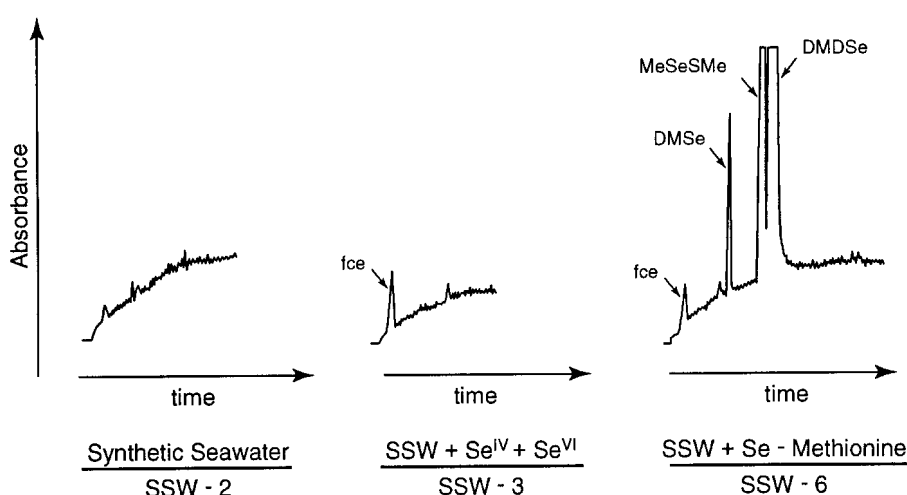 Absorbance
time
Synthetic Seawater
SSW - 2
fce
time
SSW + Se^IV + Se^VI
SSW - 3
fce
DMSe
MeSeSMe
DMDSe
time
SSW + Se - Methionine
SSW - 6